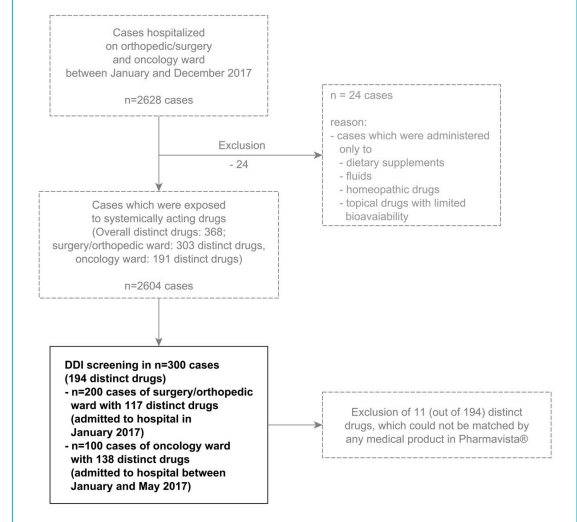 Cases hospitalized
on orthopedic/surgery
and oncology ward
between January and December 2017
n=2628 cases
Exclusion
- 24
n = 24 cases
reason:
- cases which were administered
only to
- dietary supplements
- fluids
- homeopathic drugs
- topical drugs with limited
bioavaiability
Cases which were exposed
to systemically acting drugs
(Overall distinct drugs: 368;
surgery/orthopedic ward: 303 distinct drugs,
oncology ward: 191 distinct drugs)
n=2604 cases
DDI screening in n=300 cases
(194 distinct drugs)
- n=200 cases of surgery/orthopedic
ward with 117 distinct drugs
(admitted to hospital in
January 2017)
- n=100 cases of oncology ward
with 138 distinct drugs
(admitted to hospital between
January and May 2017)
Exclusion of 11 (out of 194) distinct
drugs, which could not be matched by
any medical product in Pharmavista®